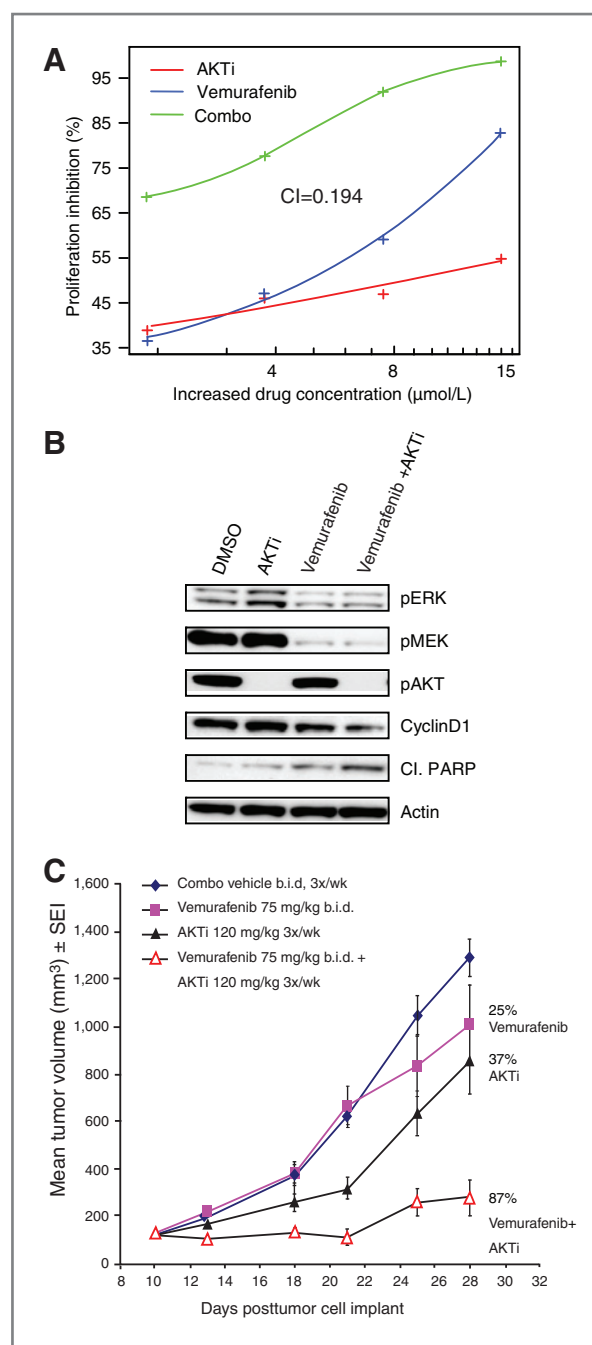 A
AKTi
Vemurafenib
Combo
CI=0.194
Proliferation inhibition (%)
95
85
75
65
55
45
35
4
8
15
Increased drug concentration (μmol/L)
B
DMSO
AKTi
Vemurafenib
Vemurafenib +AKTi
pERK
pMEK
pAKT
CyclinD1
Cl. PARP
Actin
C
Combo vehicle b.i.d, 3x/wk
Vemurafenib 75 mg/kg b.i.d.
AKTi 120 mg/kg 3x/wk
Vemurafenib 75 mg/kg b.i.d. +
AKTi 120 mg/kg 3x/wk
Mean tumor volume (mm³) ± SEI
1,600
1,400
1,200
1,000
800
600
400
200
0
25%
Vemurafenib
37%
AKTi
87%
Vemurafenib+
AKTi
8 10 12 14 16 18 20 22 24 26 28 30 32
Days posttumor cell implant